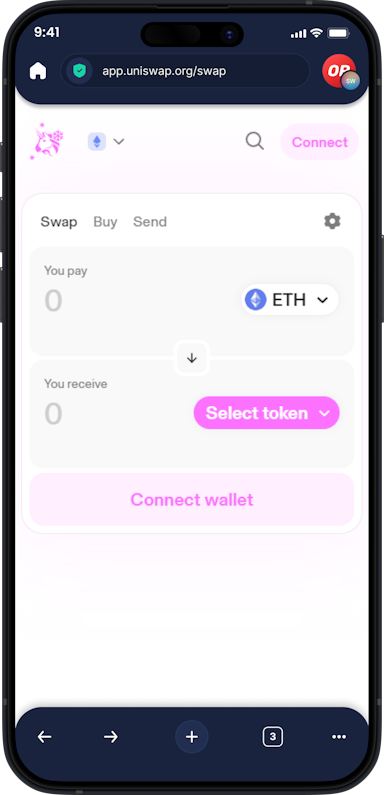 9:41
app.uniswap.org/swap
OP
SW
Connect
Swap Buy Send
You pay
0 ETH
You receive
0 Select token
Connect wallet
3